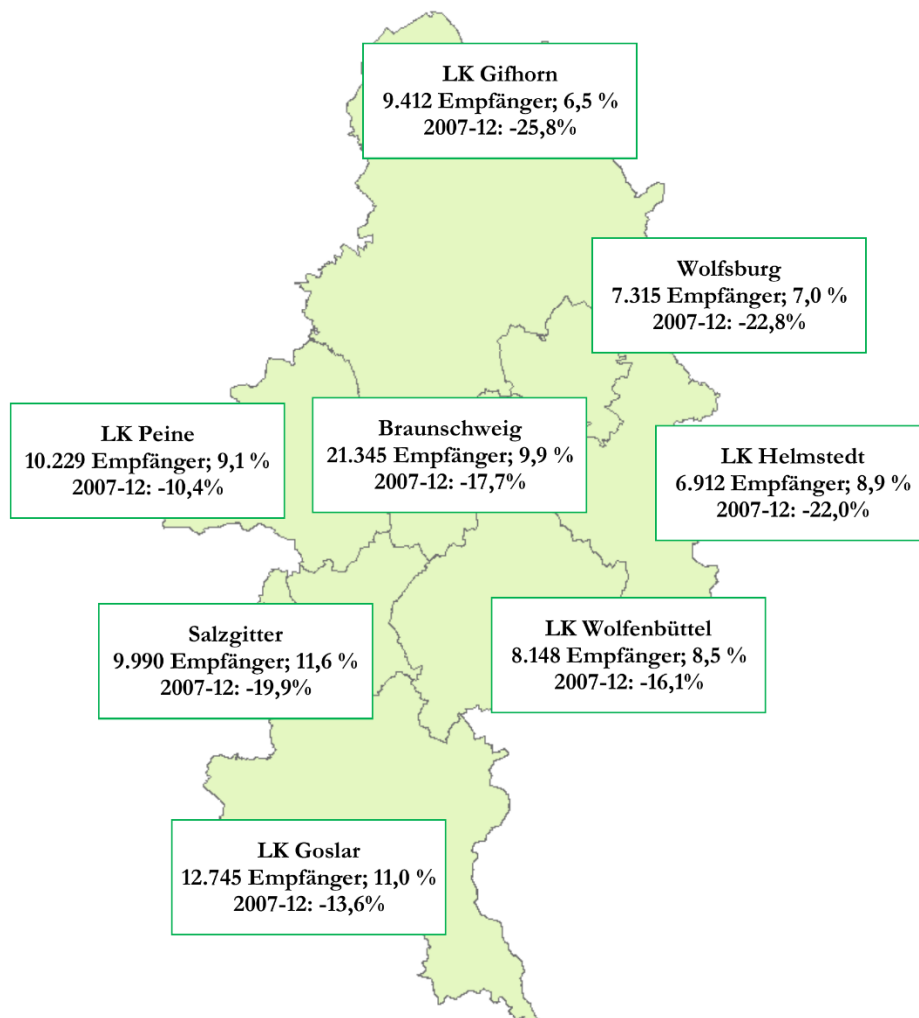 LK Gifhorn
9.412 Empfänger; 6,5 %
2007-12: -25,8%
Wolfsburg
7.315 Empfänger; 7,0 %
2007-12: -22,8%
LK Peine
10.229 Empfänger; 9,1 %
2007-12: -10,4%
Braunschweig
21.345 Empfänger; 9,9 %
2007-12: -17,7%
LK Helmstedt
6.912 Empfänger; 8,9 %
2007-12: -22,0%
Salzgitter
9.990 Empfänger; 11,6 %
2007-12: -19,9%
LK Wolfenbüttel
8.148 Empfänger; 8,5 %
2007-12: -16,1%
LK Goslar
12.745 Empfänger; 11,0 %
2007-12: -13,6%